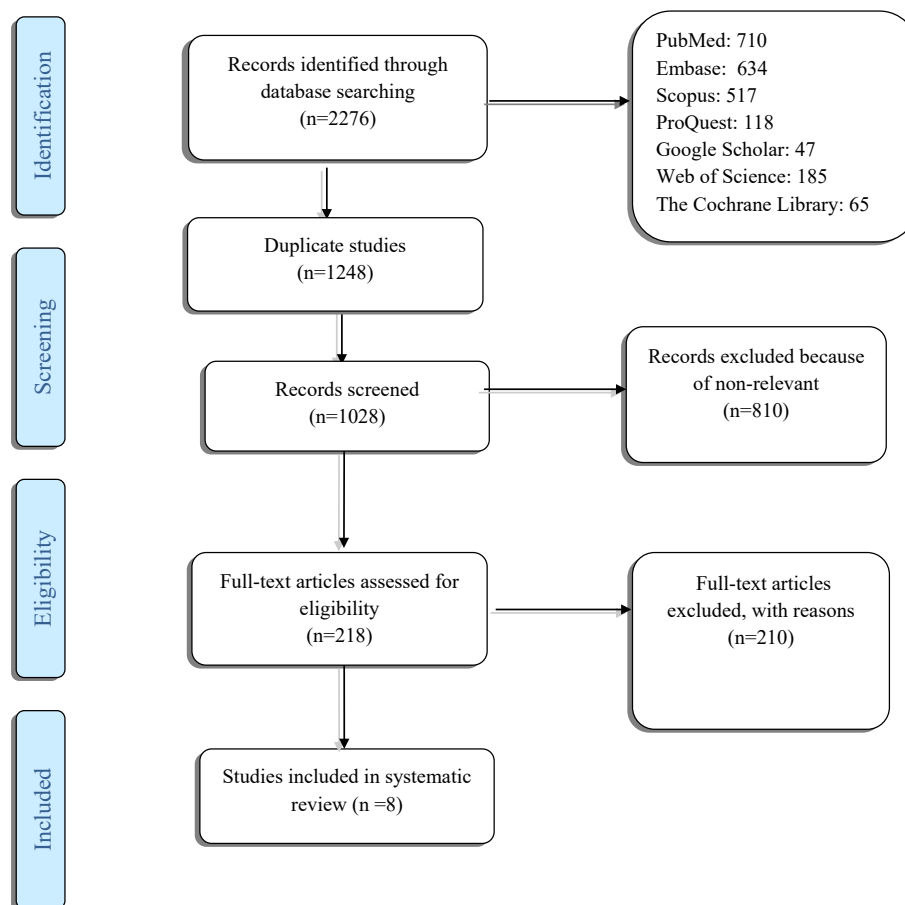 Identification
Records identified through
database searching
(n=2276)
PubMed: 710
Embase: 634
Scopus: 517
ProQuest: 118
Google Scholar: 47
Web of Science: 185
The Cochrane Library: 65
Duplicate studies
(n=1248)
Screening
Records screened
(n=1028)
Records excluded because
of non-relevant
(n=810)
Eligibility
Full-text articles assessed for
eligibility
(n=218)
Full-text articles
excluded, with reasons
(n=210)
Included
Studies included in systematic
review (n =8)